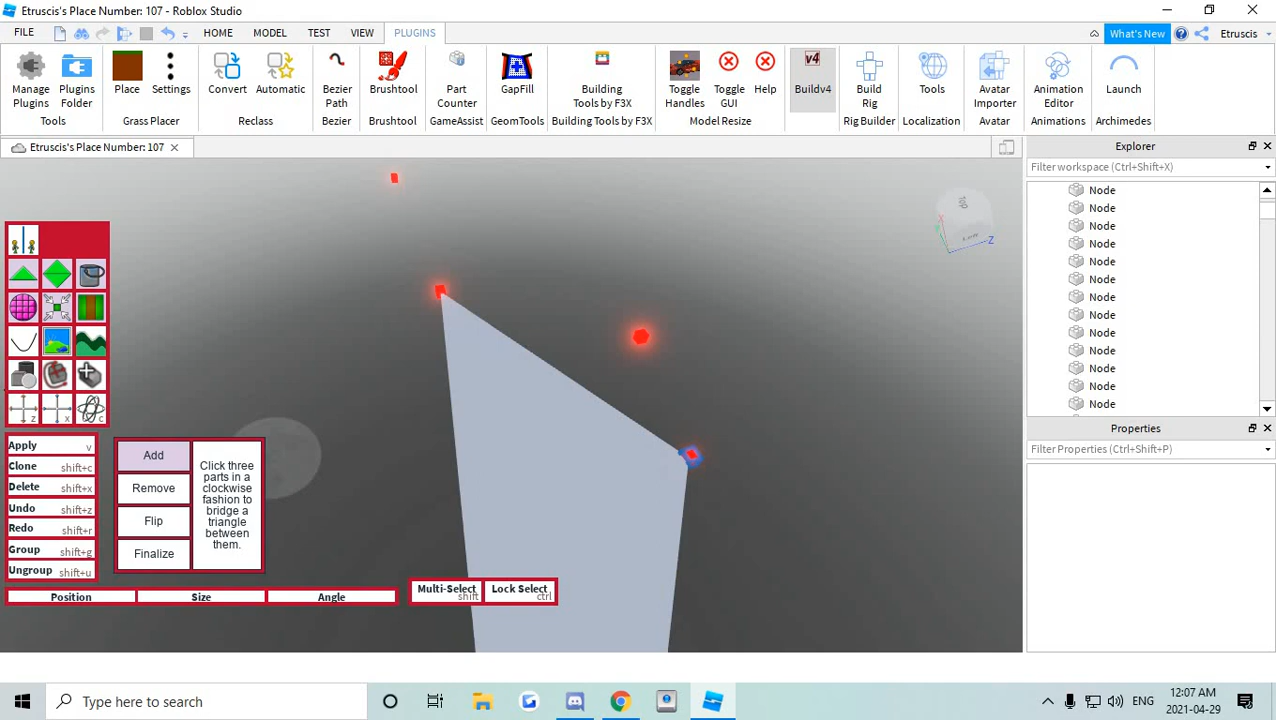 Etruscis's Place Number: 107 - Roblox Studio
FILE HOME MODEL TEST VIEW PLUGINS What's New Etruscis
Manage Plugins
Plugins Folder
Place
Settings
Convert
Automatic
Bezier Path
Brushtool
Part Counter
GapFill
Building Tools by F3X
Toggle Handles
Toggle GUI
Help
v4
Buildv4
Build Rig
Tools
Avatar Importer
Animation Editor
Launch
Tools Grass Placer Reclass Bezier Brushtool GameAssist GeomTools Building Tools by F3X Model Resize Rig Builder Localization Avatar Animations Archimedes
Etruscis's Place Number: 107
Explorer
Filter workspace (Ctrl+Shift+X)
Node
Node
Node
Node
Node
Node
Node
Node
Node
Node
Node
Node
Node
Properties
Filter Properties (Ctrl+Shift+P)
TOP
X
Z
z
x
c
Apply v
Clone shift+c
Delete shift+x
Undo shift+z
Redo shift+r
Group shift+g
Ungroup shift+u
Add
Remove
Flip
Finalize
Click three
parts in a
clockwise
fashion to
bridge a
triangle
between
them.
Position Size Angle
Multi-Select shift
Lock Select ctrl
Type here to search
ENG
12:07 AM
2021-04-29